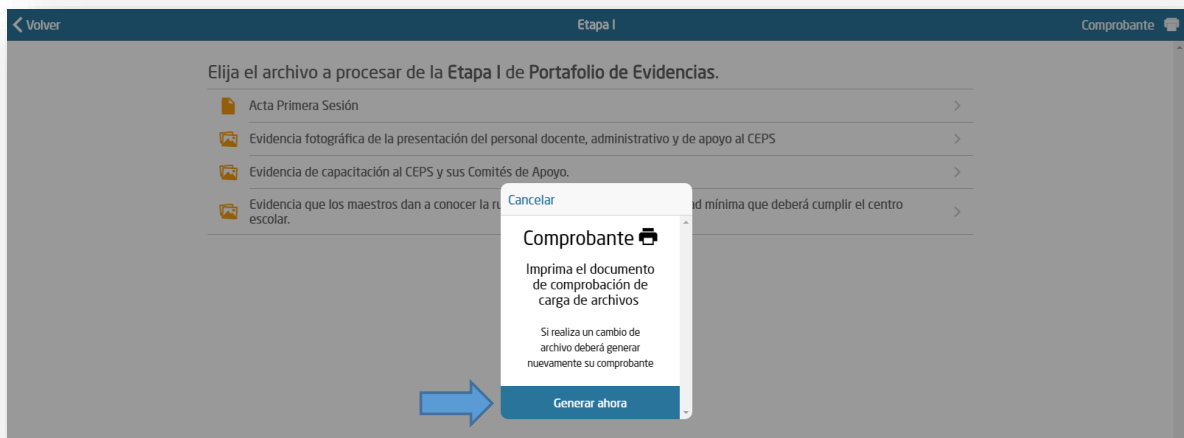 Volver
Etapa I
Comprobante
Elija el archivo a procesar de la Etapa I de Portafolio de Evidencias.
Acta Primera Sesión
Evidencia fotográfica de la presentación del personal docente, administrativo y de apoyo al CEPS
Evidencia de capacitación al CEPS y sus Comités de Apoyo.
Evidencia que los maestros dan a conocer la mínima que deberá cumplir el centro
escolar.
Cancelar
Comprobante
Imprima el documento
de comprobación de
carga de archivos
Si realiza un cambio de
archivo deberá generar
nuevamente su comprobante
Generar ahora